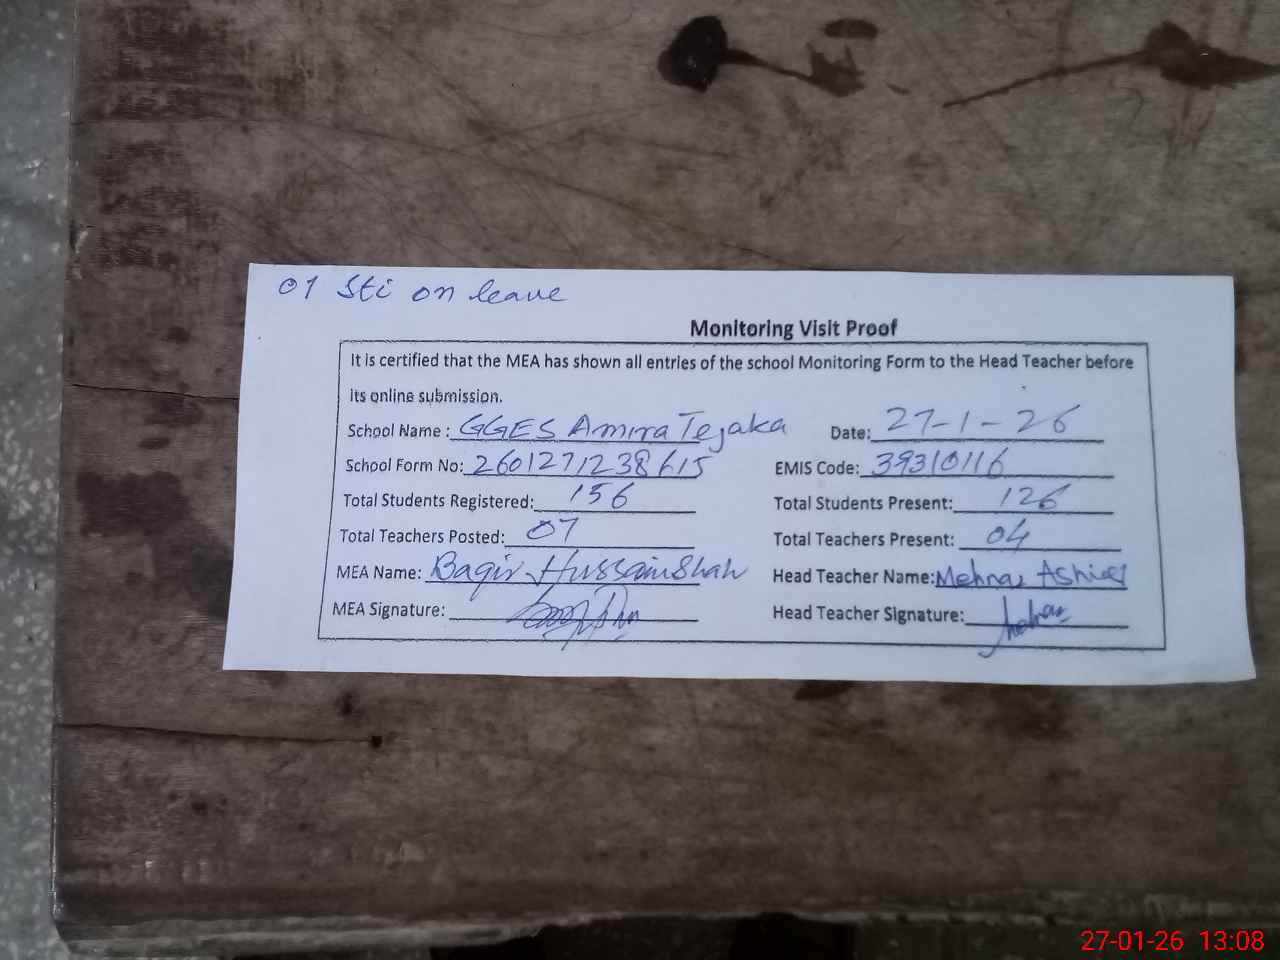 01 Sti on leave
Monitoring Visit Proof
It is certified that the MEA has shown all entries of the school Monitoring Form to the Head Teacher before
its online submission.
School Name : GGES Amira Tejaka Date: 27-1-26
School Form No: 2601271238615 EMIS Code: 39310116
Total Students Registered: 156 Total Students Present: 126
Total Teachers Posted: 07 Total Teachers Present: 04
MEA Name: Baqir Hussain Shah Head Teacher Name: Mehnaz
MEA Signature: Head Teacher Signature:
27-01-26 13:08